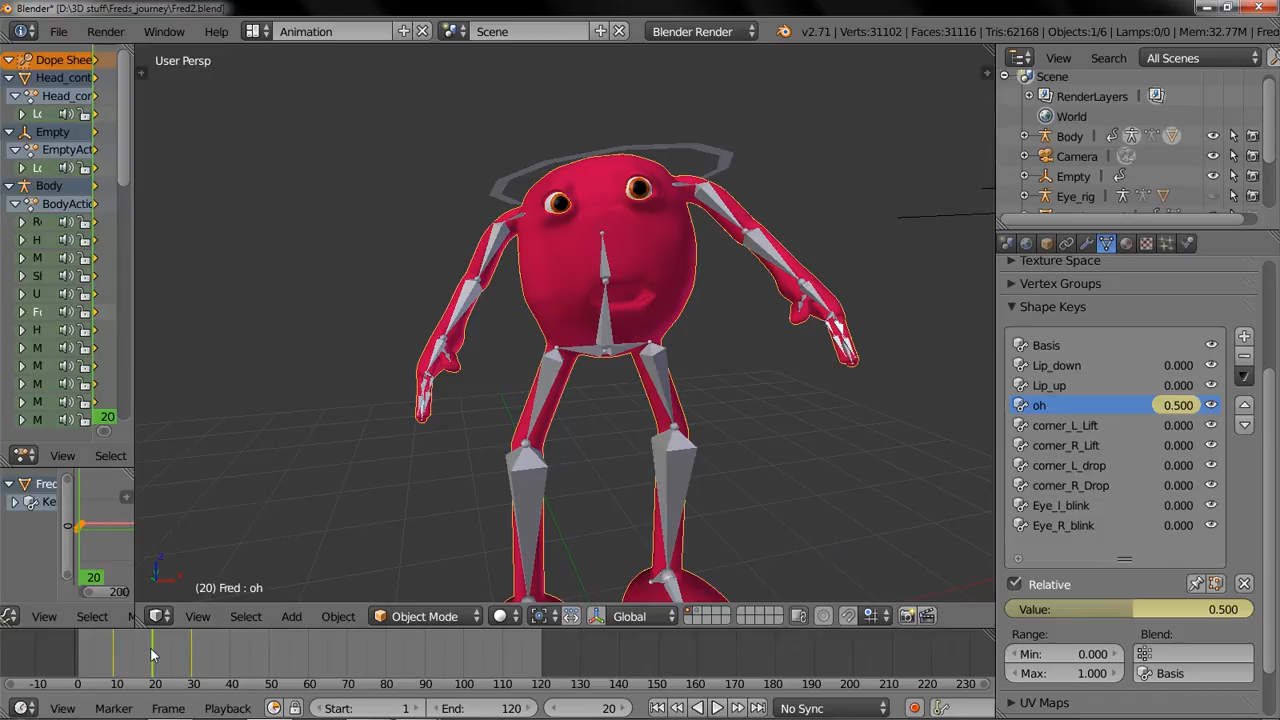 Blender* [D:\3D stuff\Freds_journey\Fred2.blend]
File Render Window Help Animation Scene Blender Render v2.71 | Verts:31102 | Faces:31116 | Tris:62168 | Objects:1/6 | Lamps:0/0 | Mem:32.77M | Fred
Dope Shee
Head_cont
Head_cor
Lo
Empty
EmptyAct
Lo
Body
BodyActio
R
H
M
Sl
U
Fo
H
M
M
M
M
M
20
View Select
Fred
Ke
0
20
200
View Select M
User Persp
(20) Fred : oh
View Select Add Object Object Mode Global
View Search All Scenes
Scene
RenderLayers
World
Body
Camera
Empty
Eye_rig
Texture Space
Vertex Groups
Shape Keys
Basis
Lip_down 0.000
Lip_up 0.000
oh 0.500
corner_L_Lift 0.000
corner_R_Lift 0.000
corner_L_drop 0.000
corner_R_Drop 0.000
Eye_l_blink 0.000
Eye_R_blink 0.000
Relative
Value: 0.500
Range: Blend:
Min: 0.000
Max: 1.000 Basis
UV Maps
-10 0 10 20 30 40 50 60 70 80 90 100 110 120 130 140 150 160 170 180 190 200 210 220 230
View Marker Frame Playback Start: 1 End: 120 20 No Sync